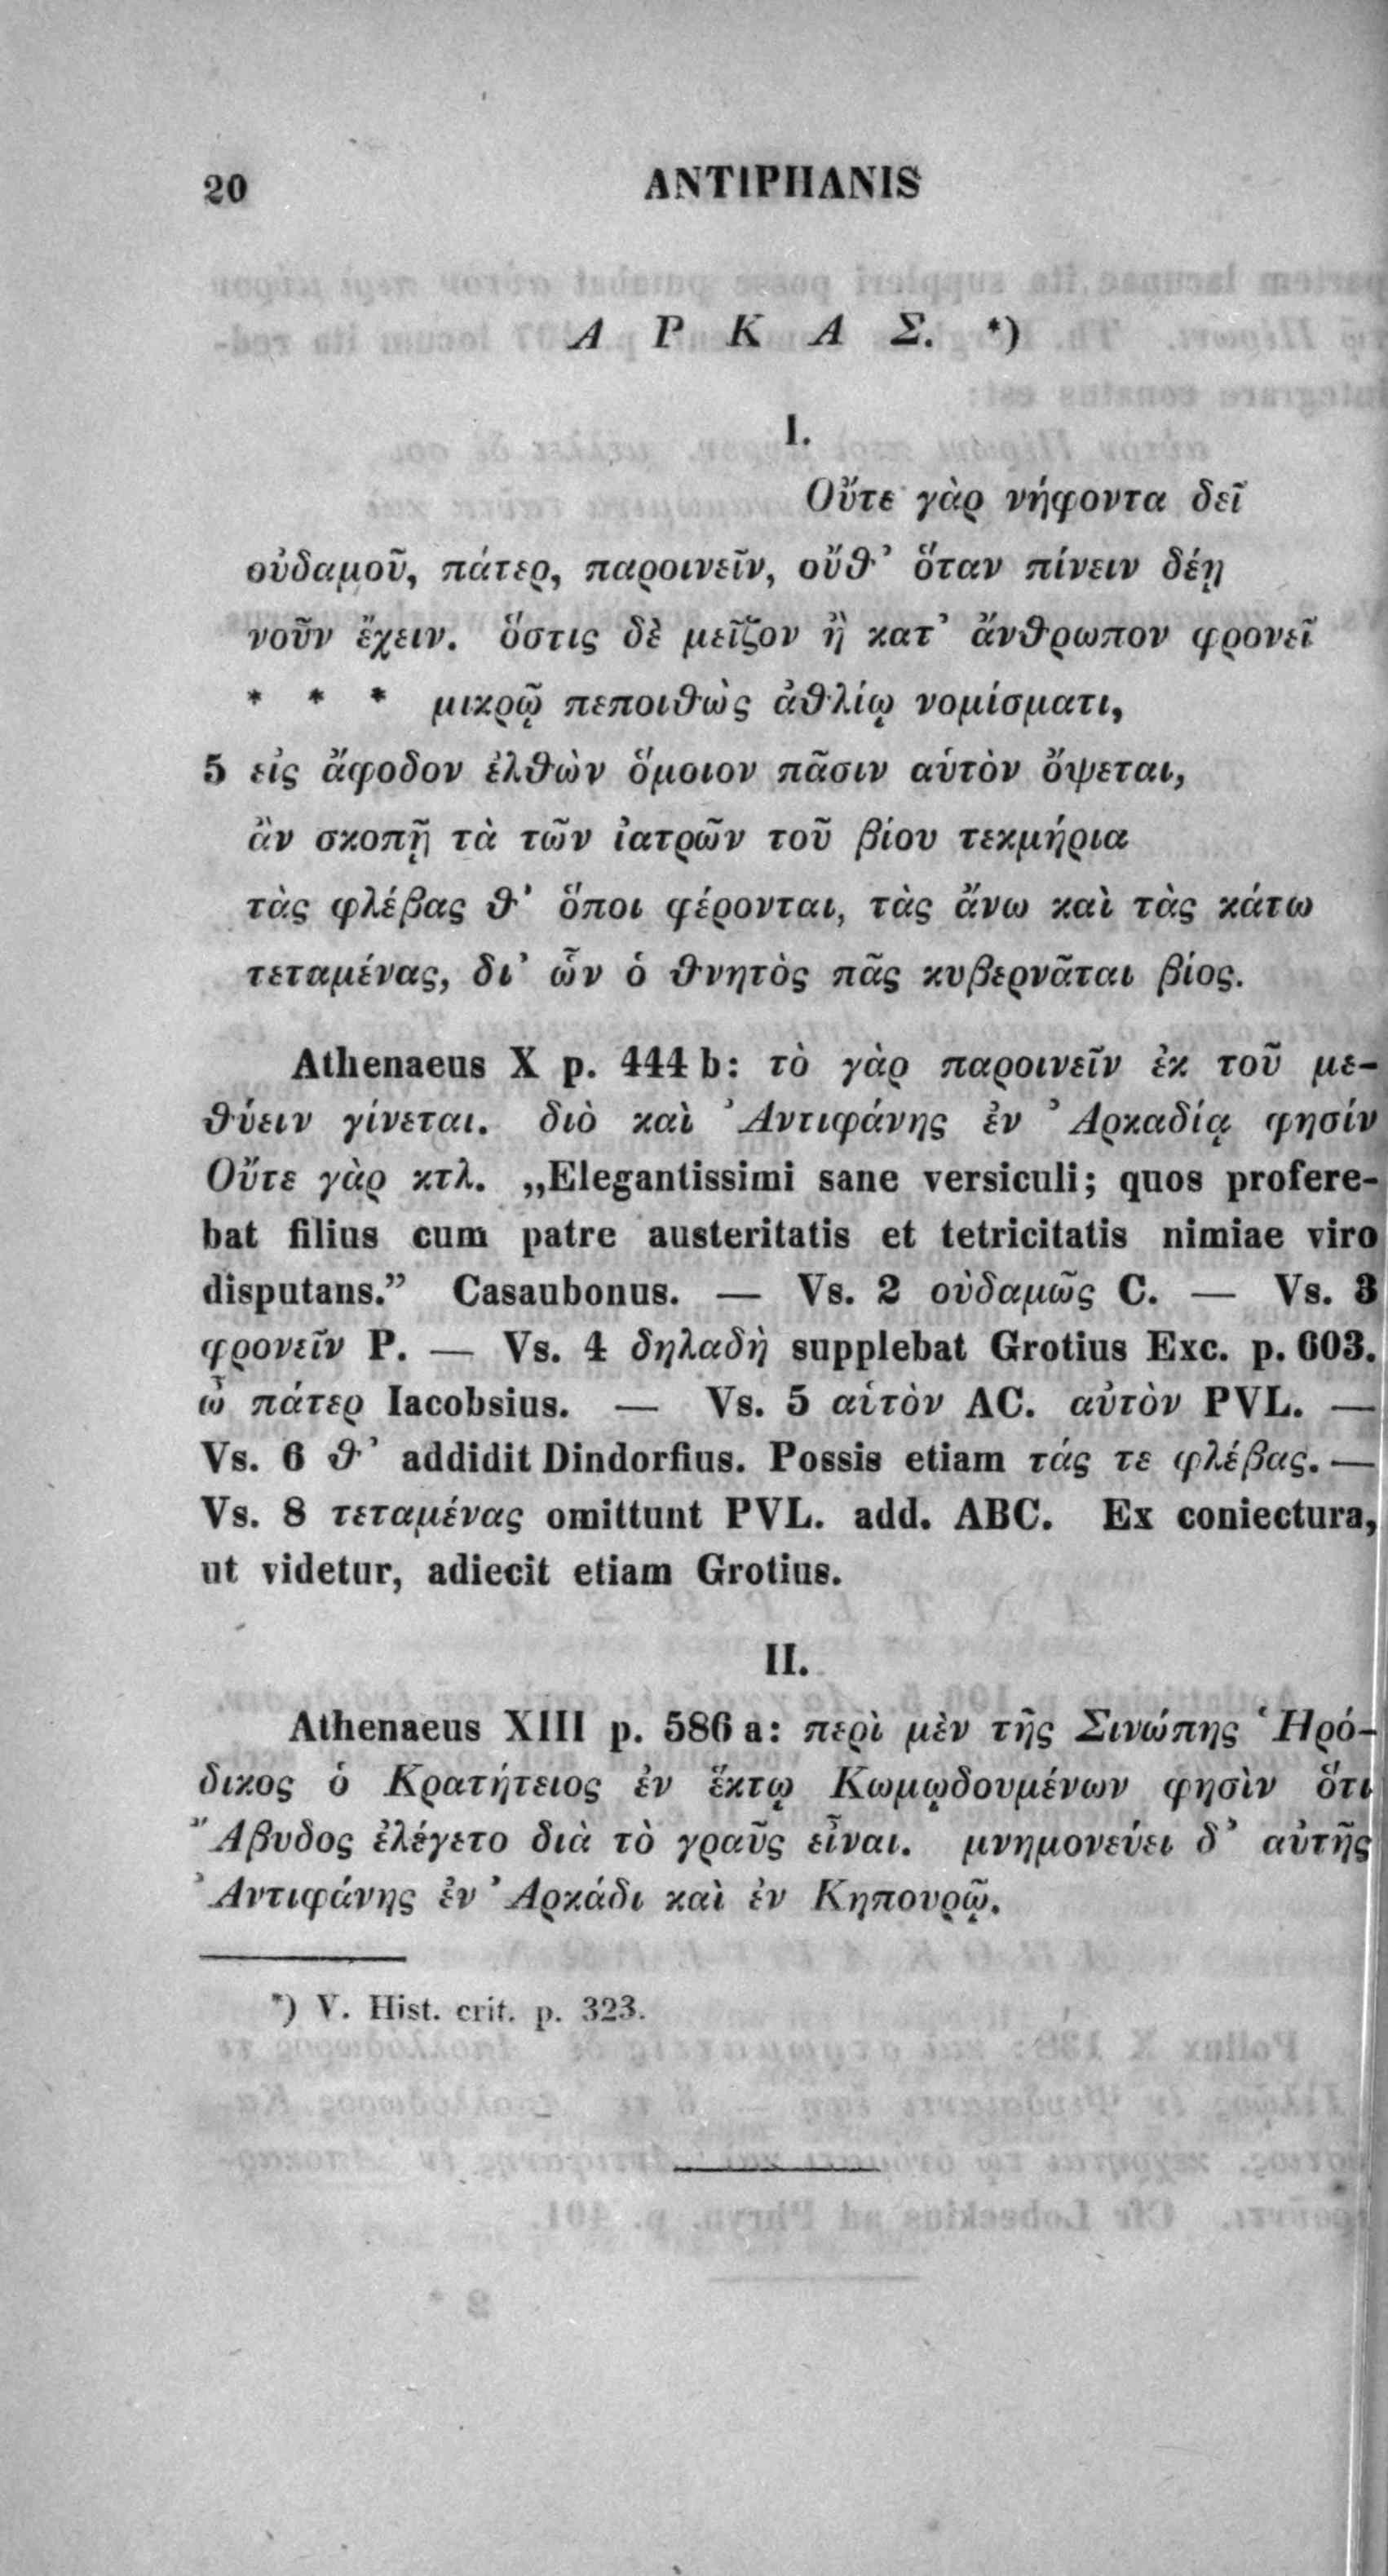 20 ANTIPHANIS
Α Ρ Κ Α Σ. *)
I.
Οὔτε γὰρ νήφοντα δεῖ
οὐδαμοῦ, πάτερ, παροινεῖν, οὔθ᾽ ὅταν πίνειν δέῃ
νοῦν ἔχειν. ὅστις δὲ μεῖζον ἢ κατ᾽ ἄνθρωπον φρονεῖ
* * * μικρῷ πεποιθὼς ἀθλίῳ νομίσματι,
5 εἰς ἄφοδον ἐλθὼν ὅμοιον πᾶσιν αὑτὸν ὄψεται,
ἂν σκοπῇ τὰ τῶν ἰατρῶν τοῦ βίου τεκμήρια
τὰς φλέβας θ᾽ ὅποι φέρονται, τὰς ἄνω καὶ τὰς κάτω
τεταμένας, δι᾽ ὧν ὁ θνητὸς πᾶς κυβερνᾶται βίος.
Athenaeus X p. 444 b: τὸ γὰρ παροινεῖν ἐκ τοῦ με-
θύειν γίνεται. διὸ καὶ Ἀντιφάνης ἐν Ἀρκαδίᾳ φησίν
Οὔτε γὰρ κτλ. „Elegantissimi sane versiculi; quos profere-
bat filius cum patre austeritatis et tetricitatis nimiae viro
disputans.” Casaubonus. — Vs. 2 οὐδαμῶς C. — Vs. 3
φρονεῖν P. — Vs. 4 δηλαδὴ supplebat Grotius Exc. p. 603.
ὦ πάτερ Iacobsius. — Vs. 5 αὑτὸν AC. αὐτὸν PVL. —
Vs. 6 θ᾽ addidit Dindorfius. Possis etiam τάς τε φλέβας. —
Vs. 8 τεταμένας omittunt PVL. add. ABC. Ex coniectura,
ut videtur, adiecit etiam Grotius.
II.
Athenaeus XIII p. 586 a: περὶ μὲν τῆς Σινώπης Ἡρό-
δικος ὁ Κρατήτειος ἐν ἕκτῳ Κωμῳδουμένων φησὶν ὅτι
Ἄβυδος ἐλέγετο διὰ τὸ γραῦς εἶναι. μνημονεύει δ᾽ αὐτῆς
Ἀντιφάνης ἐν Ἀρκάδι καὶ ἐν Κηπουρῷ.
*) V. Hist. crit. p. 323.